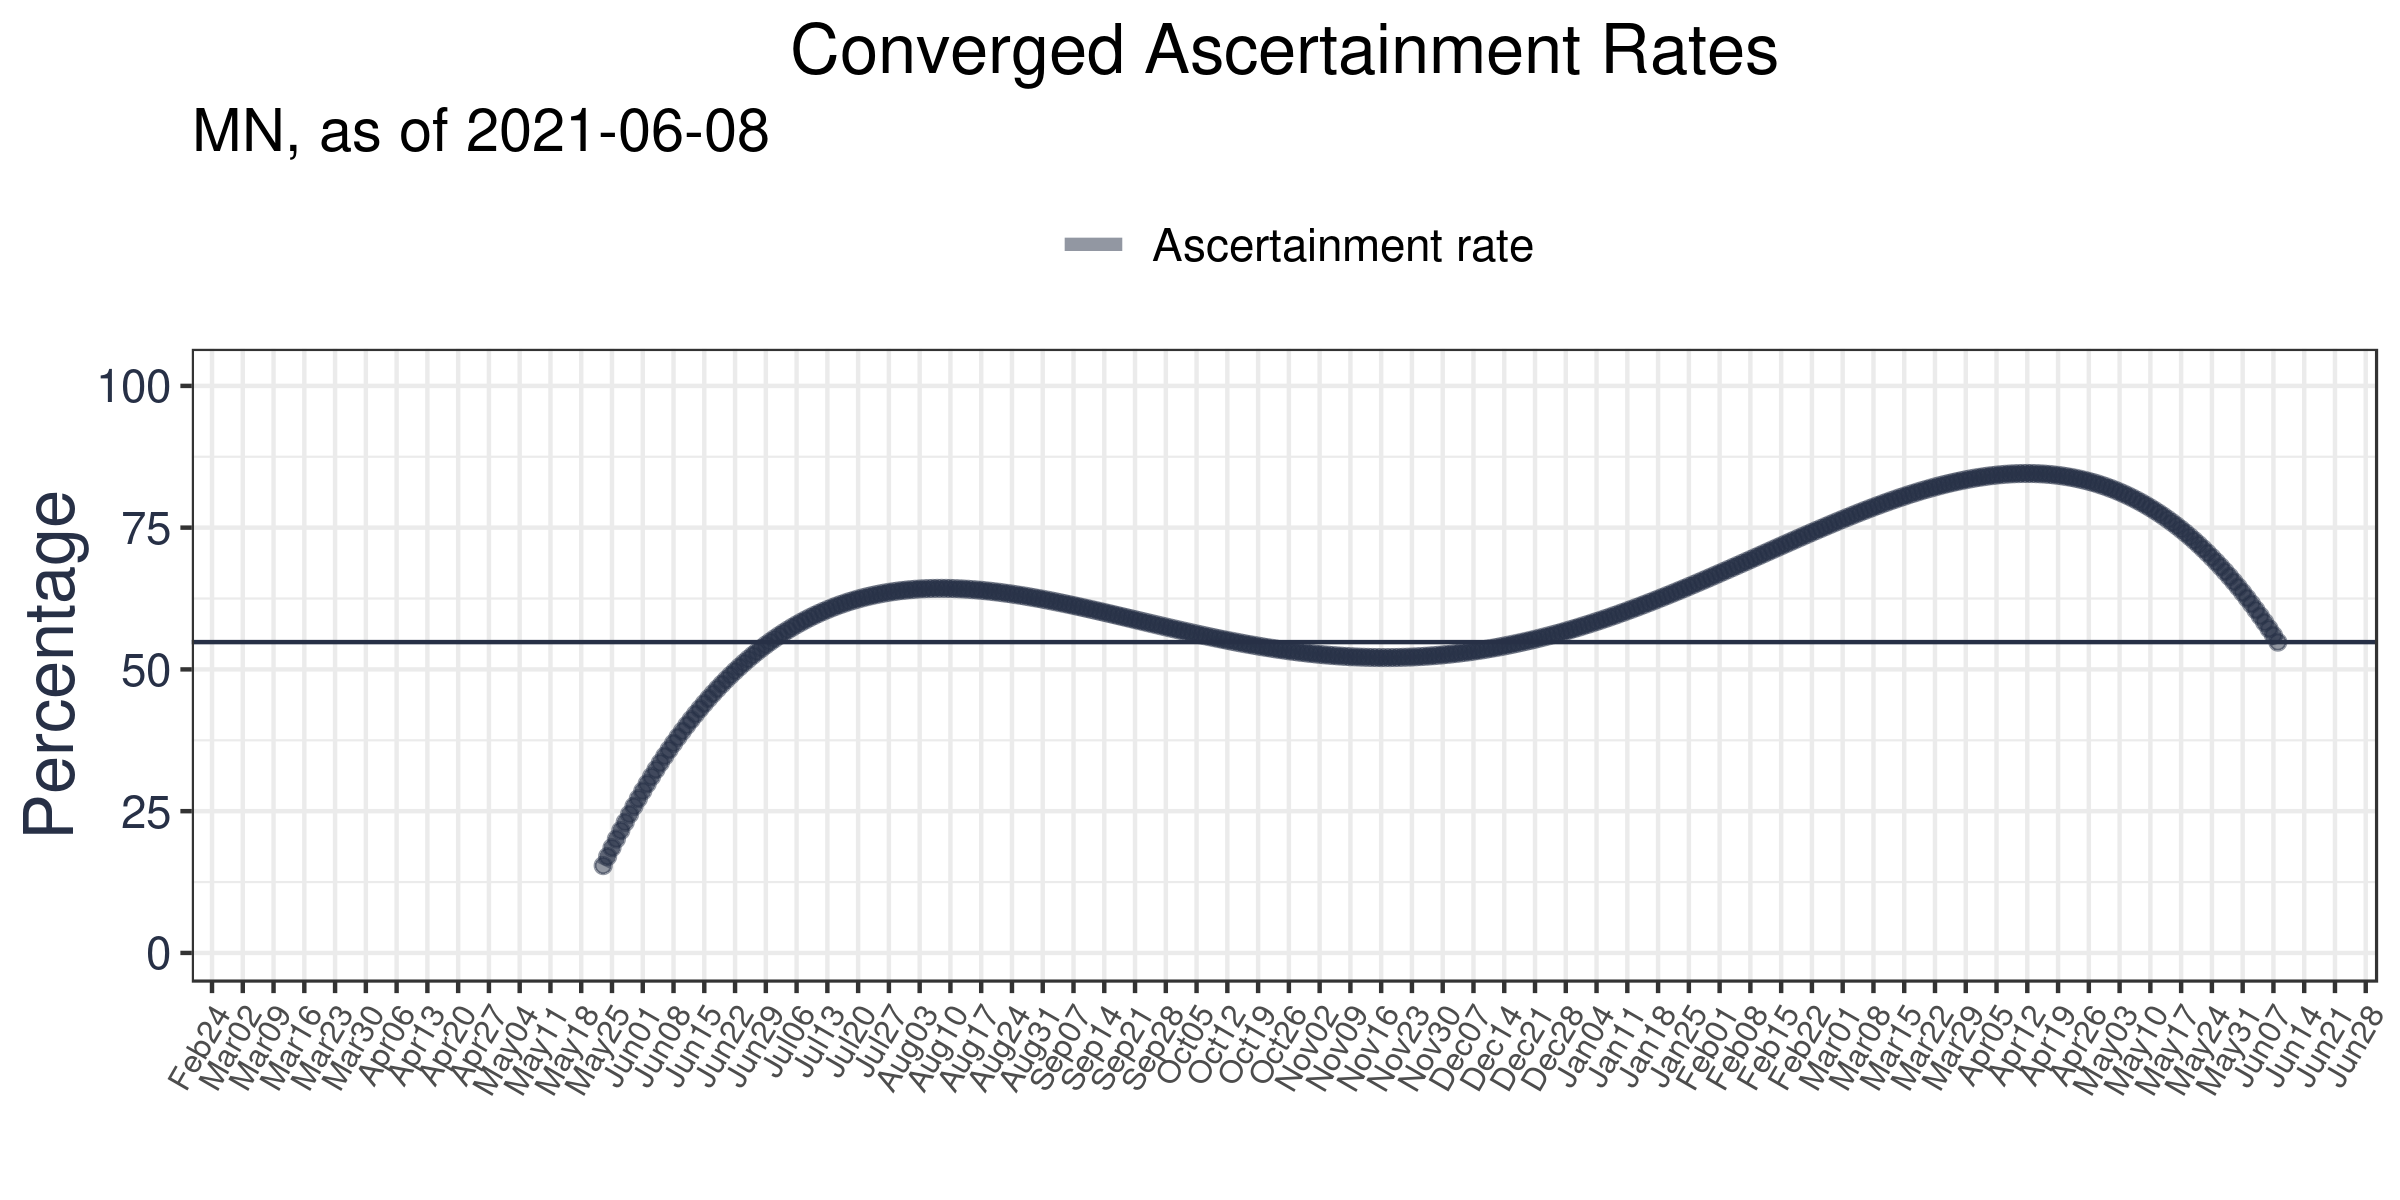 Converged Ascertainment Rates
MN, as of 2021-06-08
Ascertainment rate
Percentage
100
75
50
25
0
Feb24 Mar02 Mar09 Mar16 Mar23 Mar30 Apr06 Apr13 Apr20 Apr27 May04 May11 May18 May25 Jun01 Jun08 Jun15 Jun22 Jun29 Jul06 Jul13 Jul20 Jul27 Aug03 Aug10 Aug17 Aug24 Aug31 Sep07 Sep14 Sep21 Sep28 Oct05 Oct12 Oct19 Oct26 Nov02 Nov09 Nov16 Nov23 Nov30 Dec07 Dec14 Dec21 Dec28 Jan04 Jan11 Jan18 Jan25 Feb01 Feb08 Feb15 Feb22 Mar01 Mar08 Mar15 Mar22 Mar29 Apr05 Apr12 Apr19 Apr26 May03 May10 May17 May24 May31 Jun07 Jun14 Jun21 Jun28